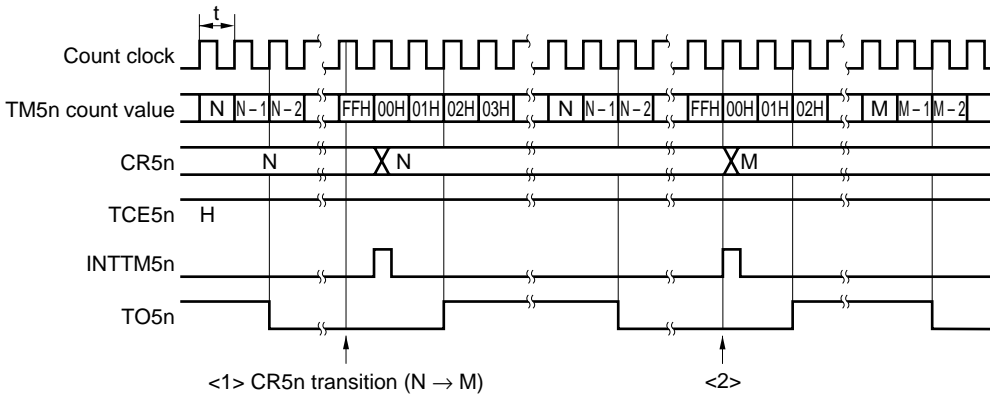 t
Count clock
TM5n count value N N−1 N−2 FFH 00H 01H 02H 03H N N−1 N−2 FFH 00H 01H 02H M M−1 M−2
CR5n N N M
TCE5n H
INTTM5n
TO5n
<1> CR5n transition (N → M) <2>